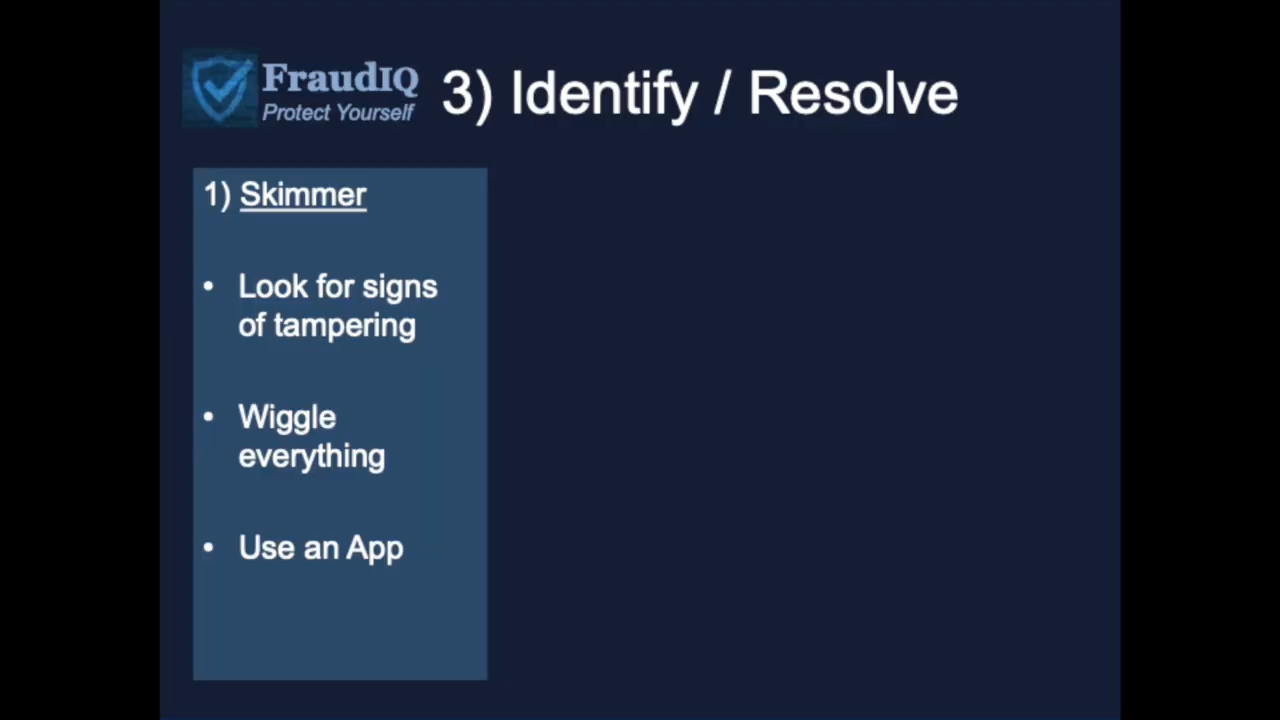 FraudIQ
Protect Yourself
3) Identify / Resolve
1) Skimmer
• Look for signs
of tampering
• Wiggle
everything
• Use an App